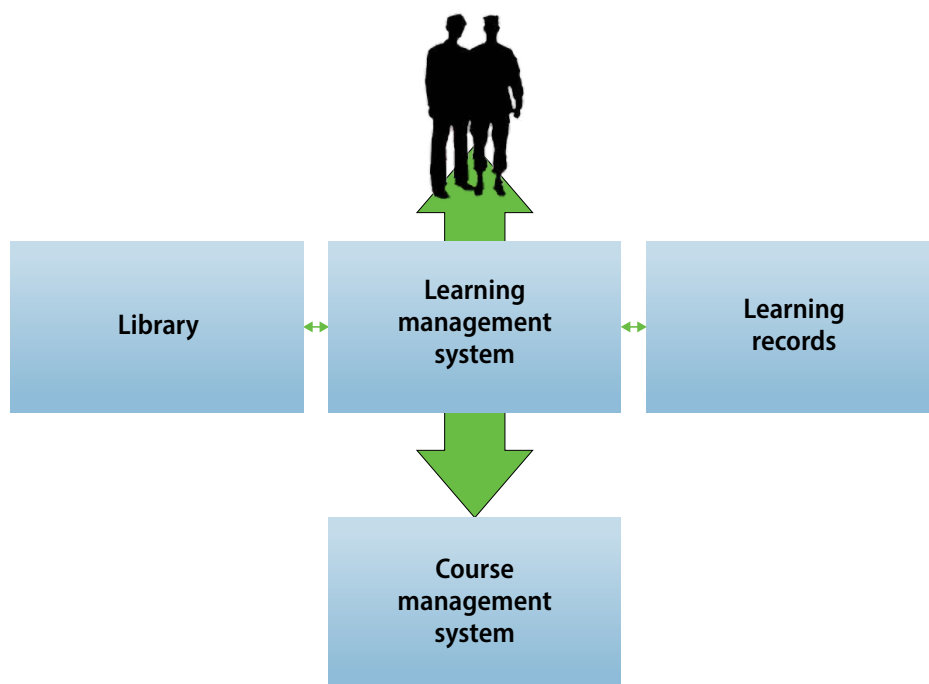 Library
Learning
management
system
Learning
records
Course
management
system